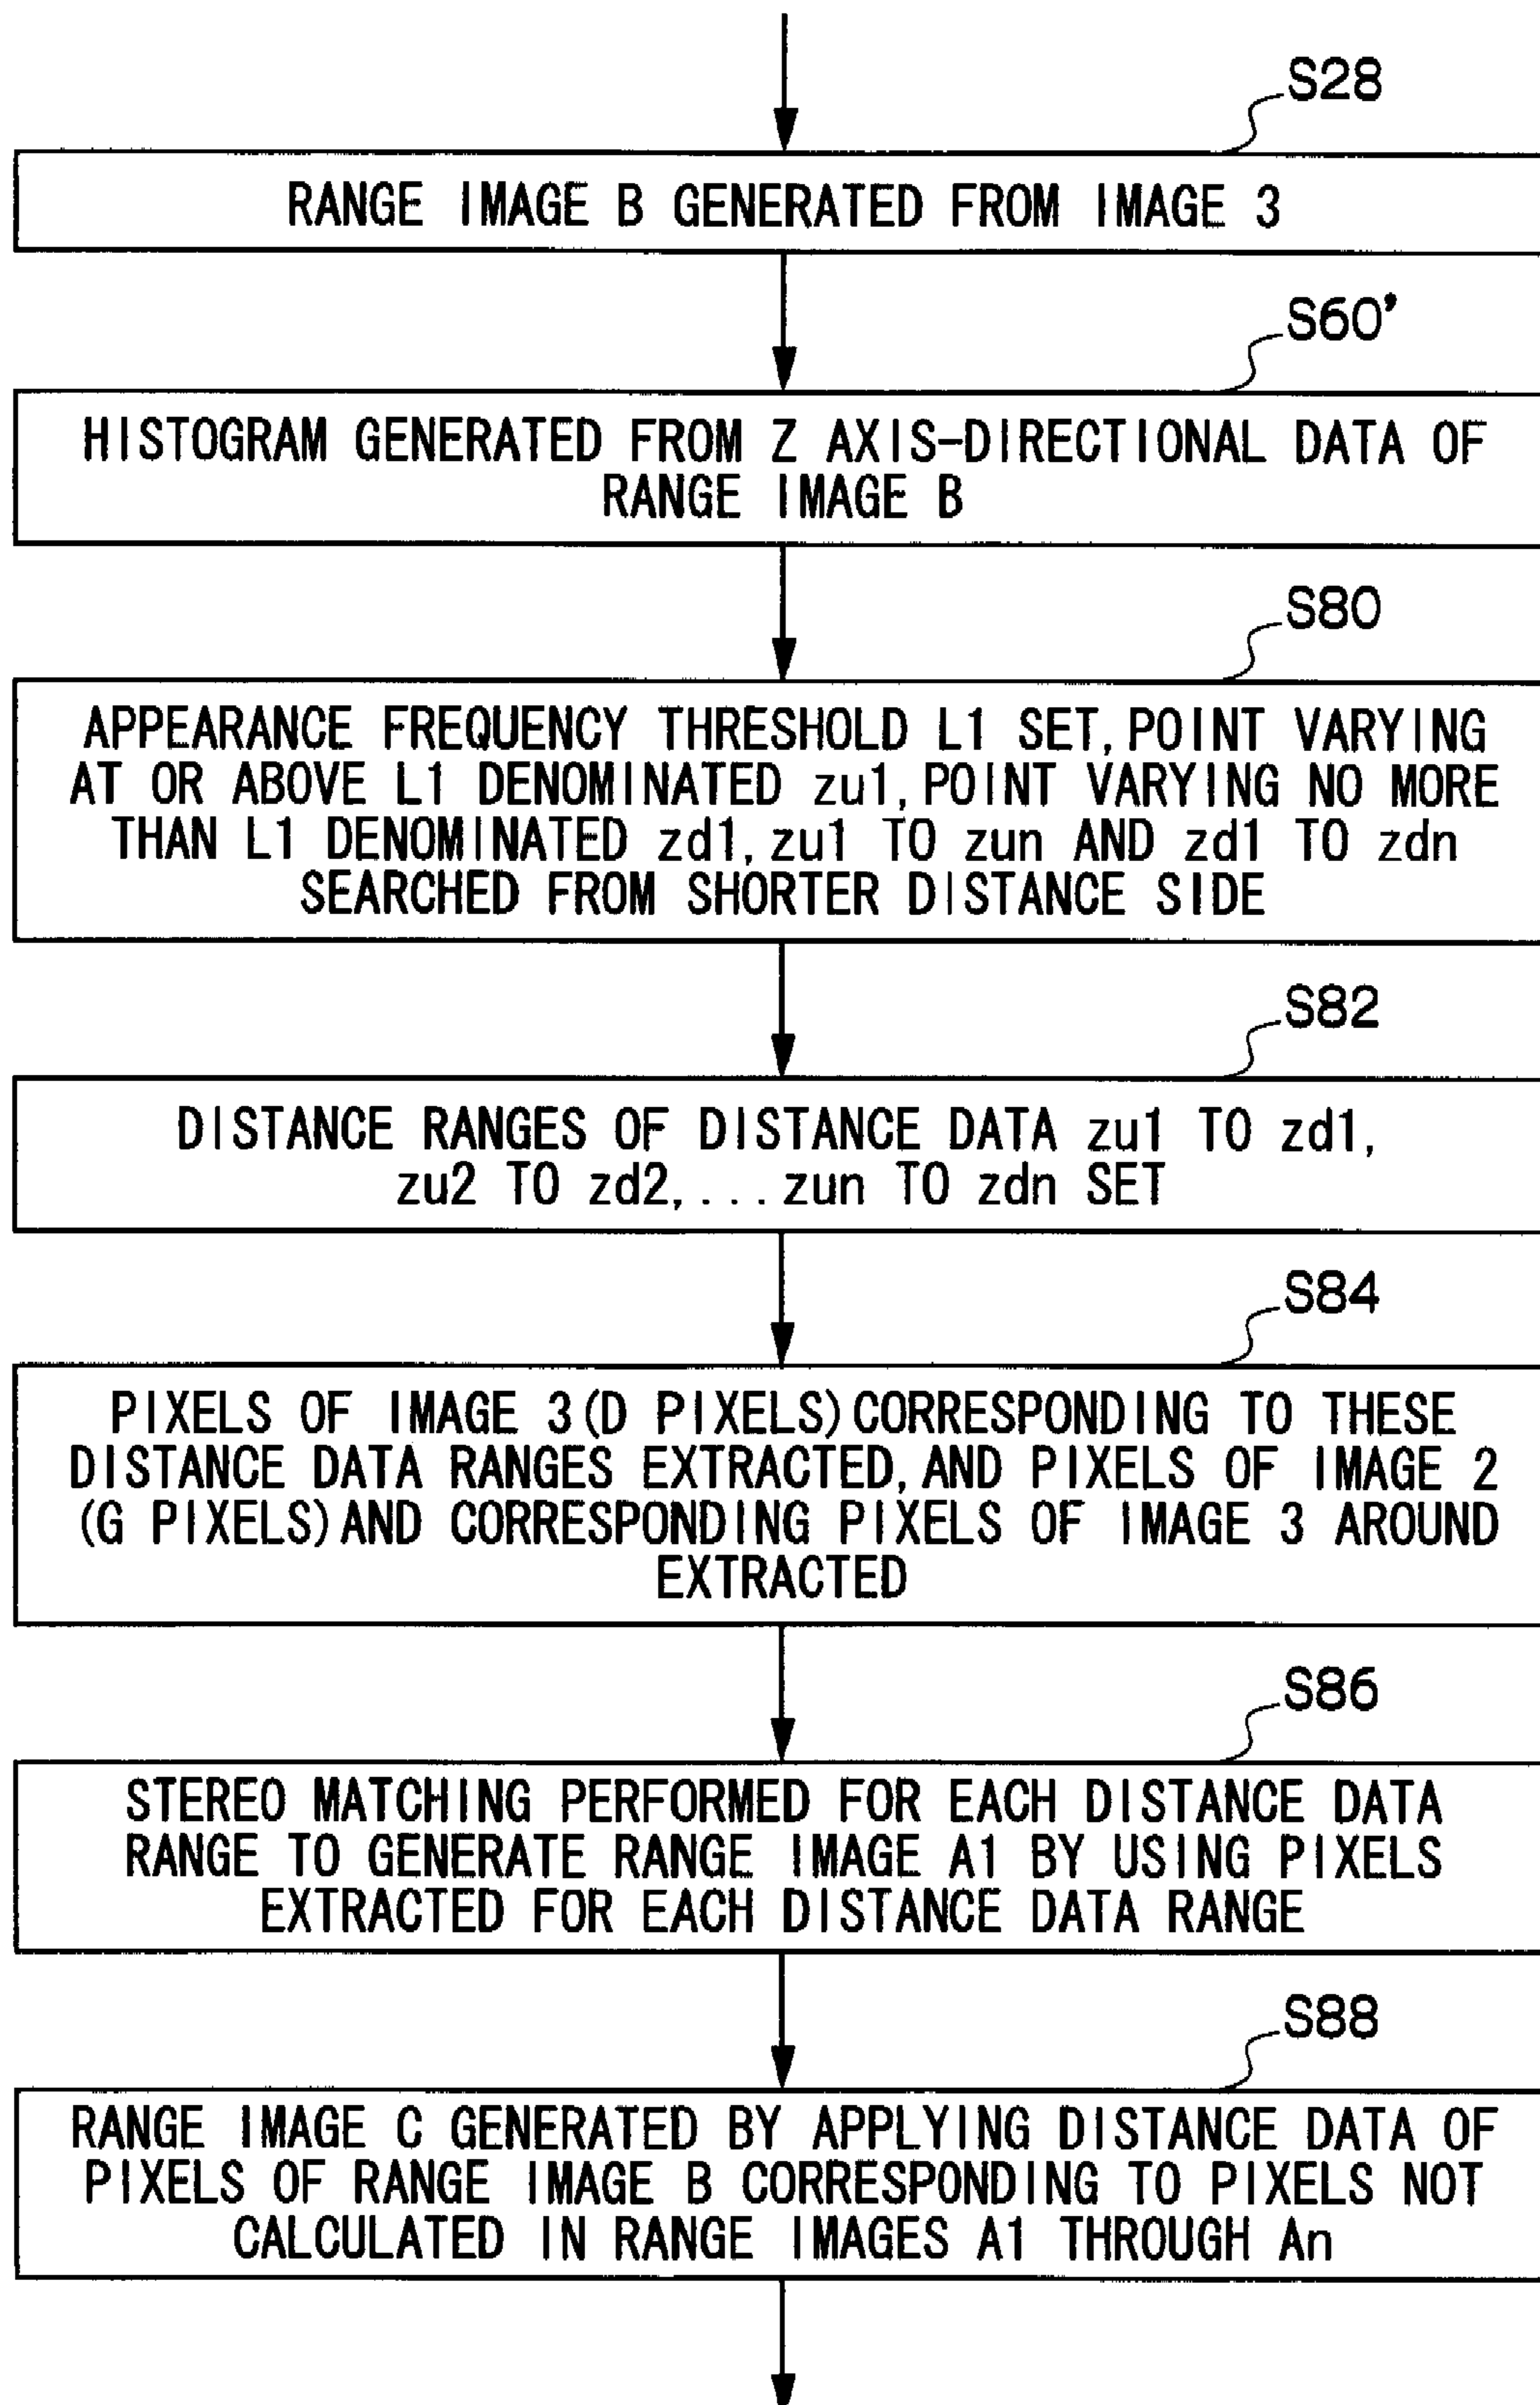 S28
RANGE IMAGE B GENERATED FROM IMAGE 3
S60'
HISTOGRAM GENERATED FROM Z AXIS-DIRECTIONAL DATA OF
RANGE IMAGE B
S80
APPEARANCE FREQUENCY THRESHOLD L1 SET, POINT VARYING
AT OR ABOVE L1 DENOMINATED zu1, POINT VARYING NO MORE
THAN L1 DENOMINATED zd1, zu1 TO zun AND zd1 TO zdn
SEARCHED FROM SHORTER DISTANCE SIDE
S82
DISTANCE RANGES OF DISTANCE DATA zu1 TO zd1,
zu2 TO zd2, ... zun TO zdn SET
S84
PIXELS OF IMAGE 3 (D PIXELS) CORRESPONDING TO THESE
DISTANCE DATA RANGES EXTRACTED, AND PIXELS OF IMAGE 2
(G PIXELS) AND CORRESPONDING PIXELS OF IMAGE 3 AROUND
EXTRACTED
S86
STEREO MATCHING PERFORMED FOR EACH DISTANCE DATA
RANGE TO GENERATE RANGE IMAGE A1 BY USING PIXELS
EXTRACTED FOR EACH DISTANCE DATA RANGE
S88
RANGE IMAGE C GENERATED BY APPLYING DISTANCE DATA OF
PIXELS OF RANGE IMAGE B CORRESPONDING TO PIXELS NOT
CALCULATED IN RANGE IMAGES A1 THROUGH An